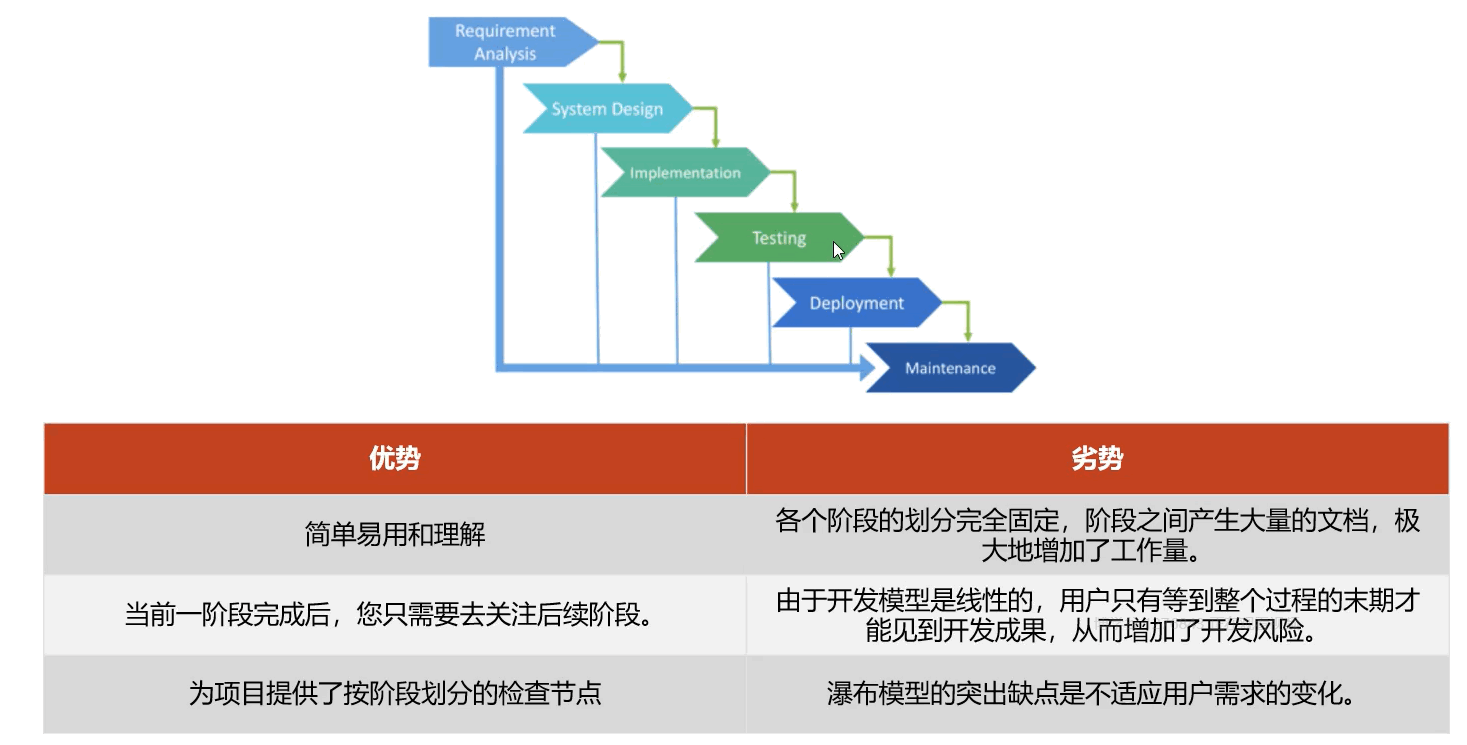 Requirement
Analysis
System Design
Implementation
Testing
Deployment
Maintenance
优势
劣势
简单易用和理解
各个阶段的划分完全固定，阶段之间产生大量的文档，极
大地增加了工作量。
当前一阶段完成后，您只需要去关注后续阶段。
由于开发模型是线性的，用户只有等到整个过程的末期才
能见到开发成果，从而增加了开发风险。
为项目提供了按阶段划分的检查节点
瀑布模型的突出缺点是不适应用户需求的变化。